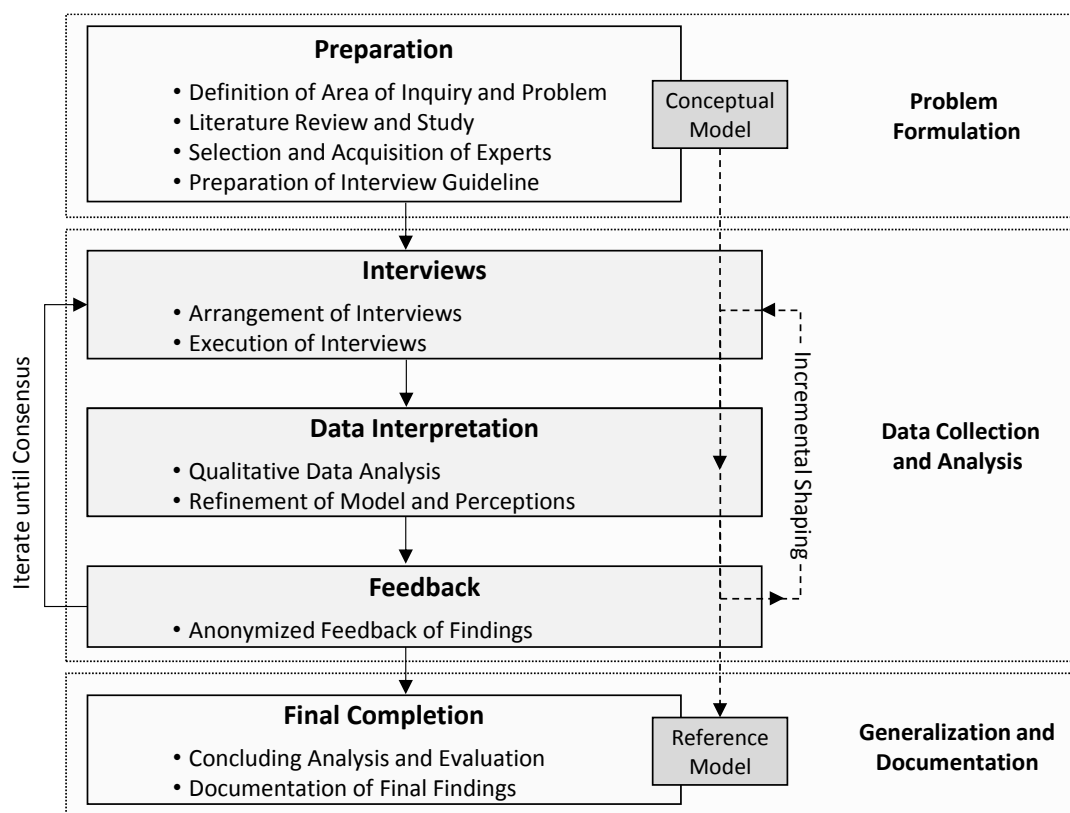 Preparation
• Definition of Area of Inquiry and Problem
• Literature Review and Study
• Selection and Acquisition of Experts
• Preparation of Interview Guideline
Conceptual
Model
Problem
Formulation
Interviews
• Arrangement of Interviews
• Execution of Interviews
Data Interpretation
• Qualitative Data Analysis
• Refinement of Model and Perceptions
Feedback
• Anonymized Feedback of Findings
Iterate until Consensus
Incremental Shaping
Data Collection
and Analysis
Final Completion
• Concluding Analysis and Evaluation
• Documentation of Final Findings
Reference
Model
Generalization and
Documentation